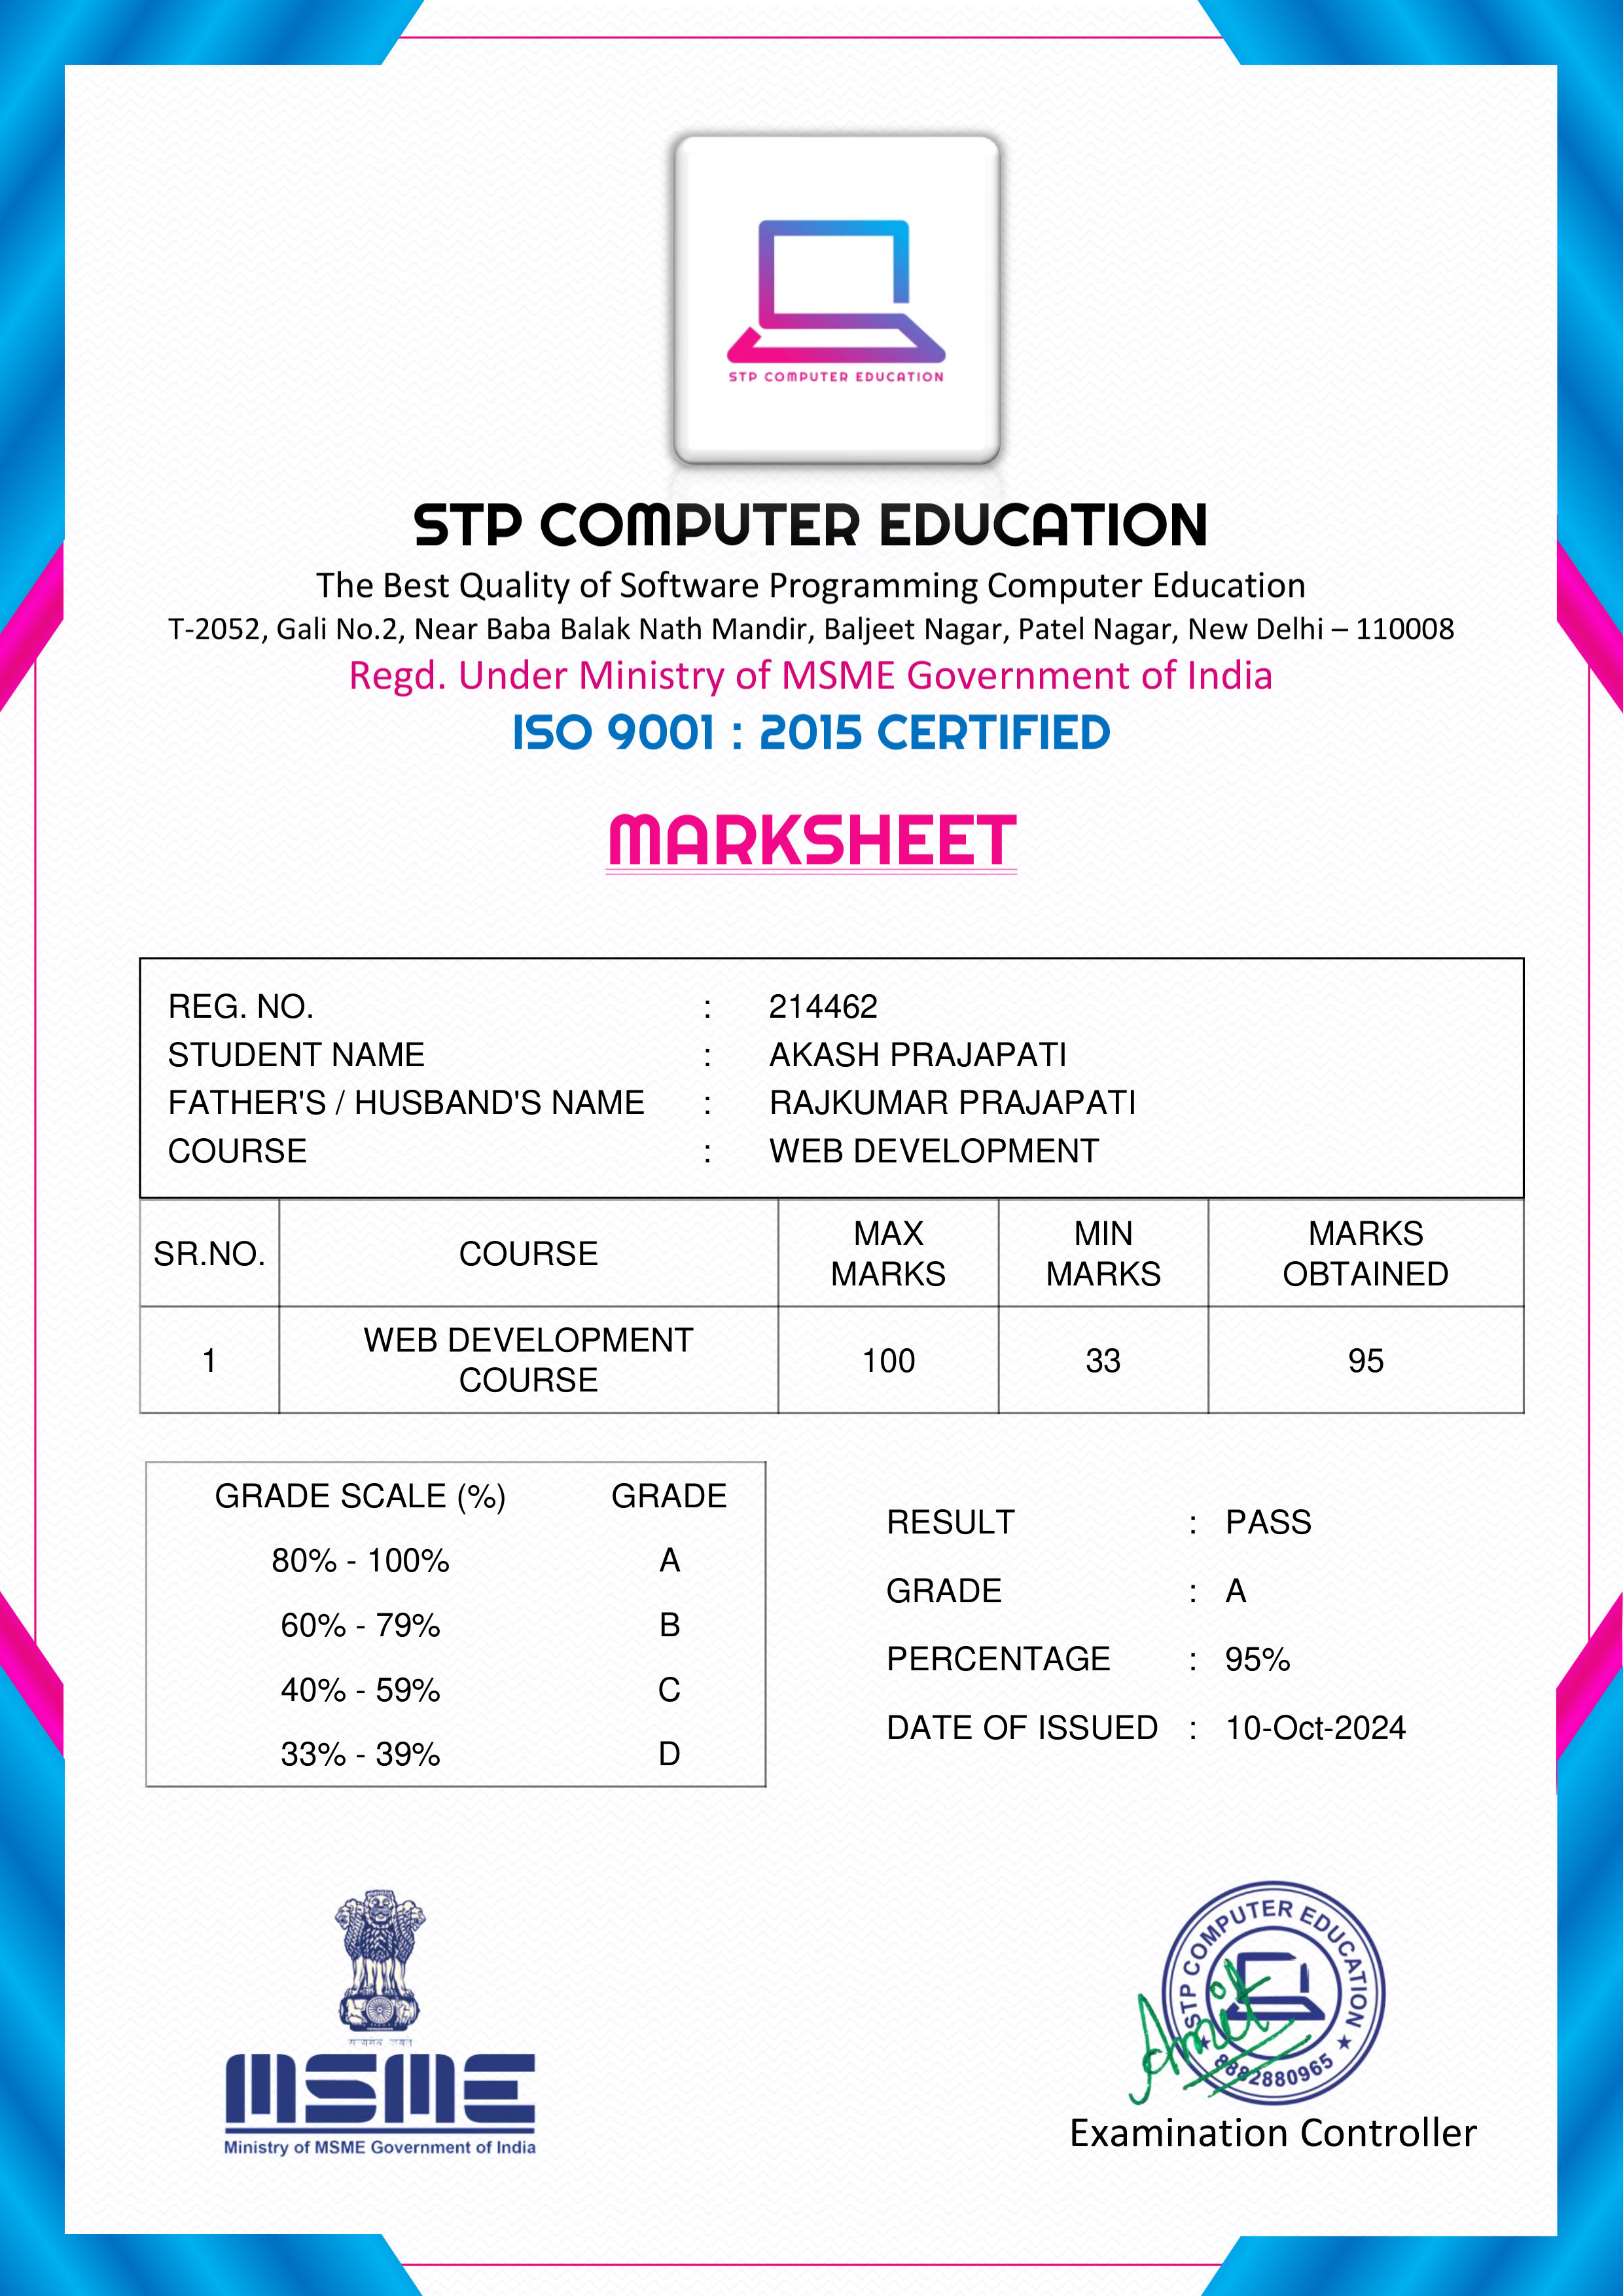 STP COMPUTER EDUCATION
STP COMPUTER EDUCATION
The Best Quality of Software Programming Computer Education
T-2052, Gali No.2, Near Baba Balak Nath Mandir, Baljeet Nagar, Patel Nagar, New Delhi – 110008
Regd. Under Ministry of MSME Government of India
ISO 9001 : 2015 CERTIFIED
MARKSHEET
REG. NO. : 214462
STUDENT NAME : AKASH PRAJAPATI
FATHER'S / HUSBAND'S NAME : RAJKUMAR PRAJAPATI
COURSE : WEB DEVELOPMENT
SR.NO. COURSE MAX MARKS MIN MARKS MARKS OBTAINED
1 WEB DEVELOPMENT COURSE 100 33 95
GRADE SCALE (%) GRADE
80% - 100% A
60% - 79% B
40% - 59% C
33% - 39% D
RESULT : PASS
GRADE : A
PERCENTAGE : 95%
DATE OF ISSUED : 10-Oct-2024
सत्यमेव जयते
MSME
Ministry of MSME Government of India
STP COMPUTER EDUCATION
8882880965
Amit
Examination Controller